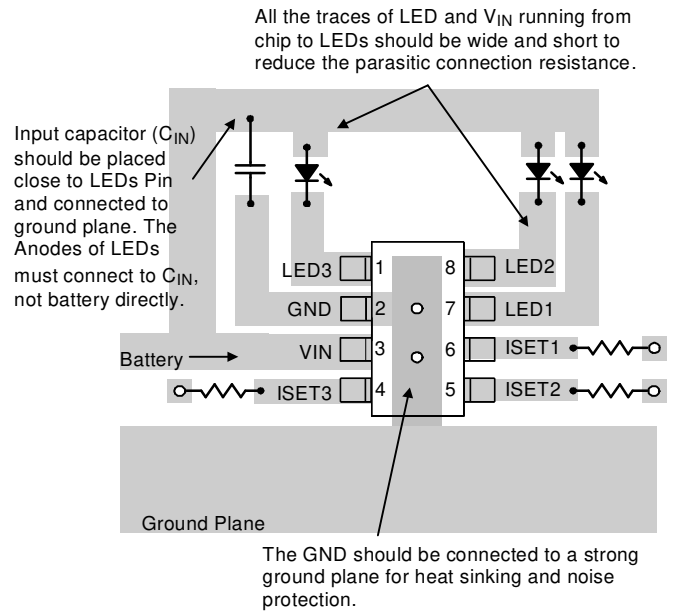 All the traces of LED and VIN running from
chip to LEDs should be wide and short to
reduce the parasitic connection resistance.
Input capacitor (CIN)
should be placed
close to LEDs Pin
and connected to
ground plane. The
Anodes of LEDs
must connect to CIN,
not battery directly.
LED3 1 8 LED2
GND 2 7 LED1
Battery VIN 3 6 ISET1
ISET3 4 5 ISET2
Ground Plane
The GND should be connected to a strong
ground plane for heat sinking and noise
protection.